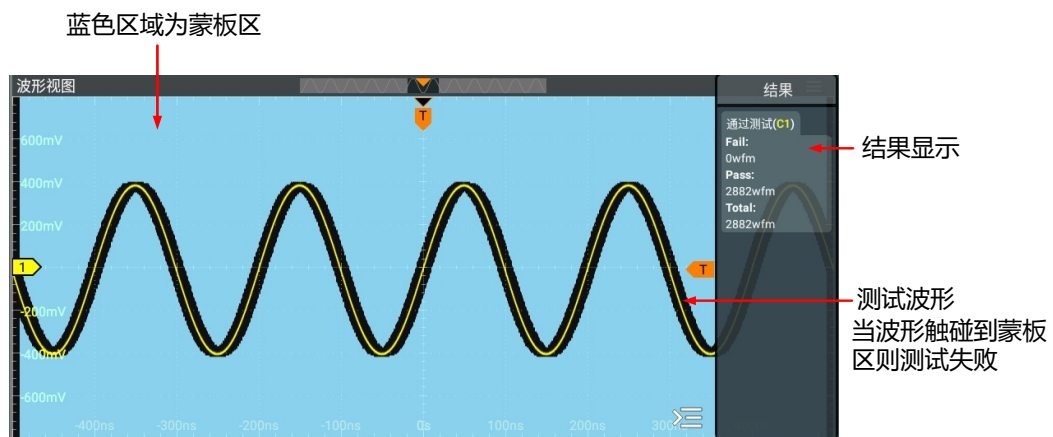 蓝色区域为蒙板区
波形视图
结果
T
600mV
400mV
200mV
1
-200mV
-400mV
-600mV
-400ns
-300ns
-200ns
-100ns
0s
100ns
200ns
T
通过测试(C1)
Fail:
0wfm
Pass:
2882wfm
Total:
2882wfm
结果显示
测试波形
当波形触碰到蒙板
区则测试失败